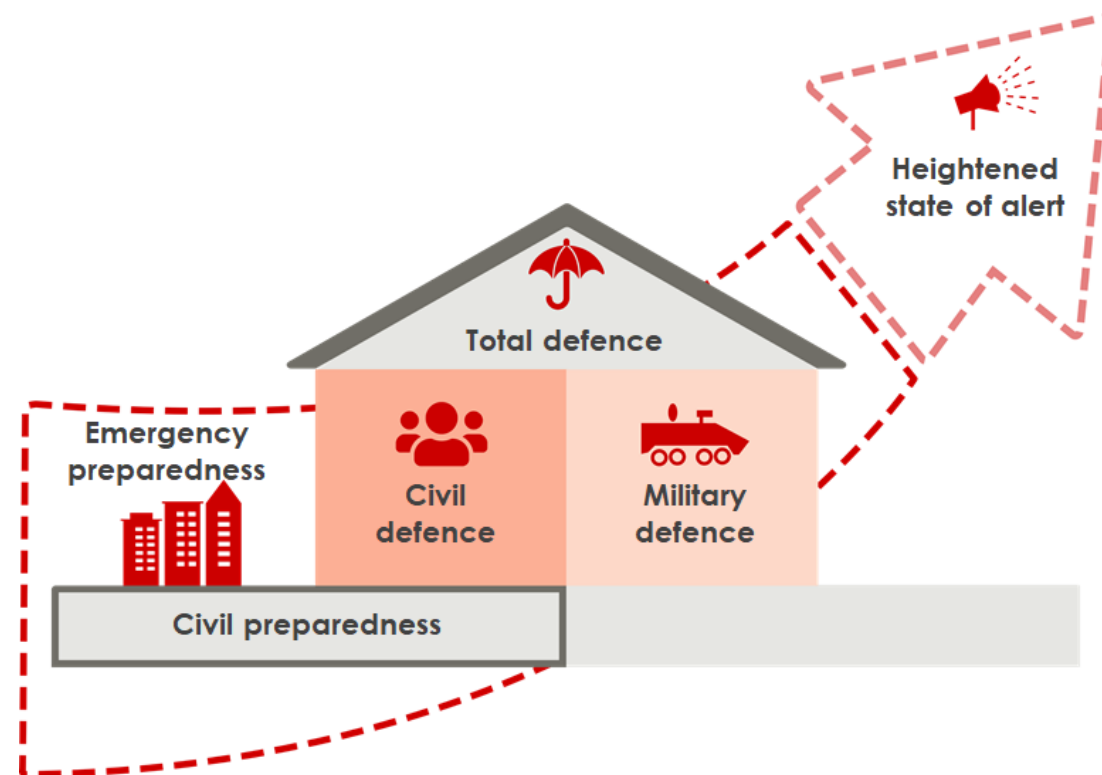 Heightened
state of alert
Total defence
Emergency
preparedness
Civil
defence
Military
defence
Civil preparedness